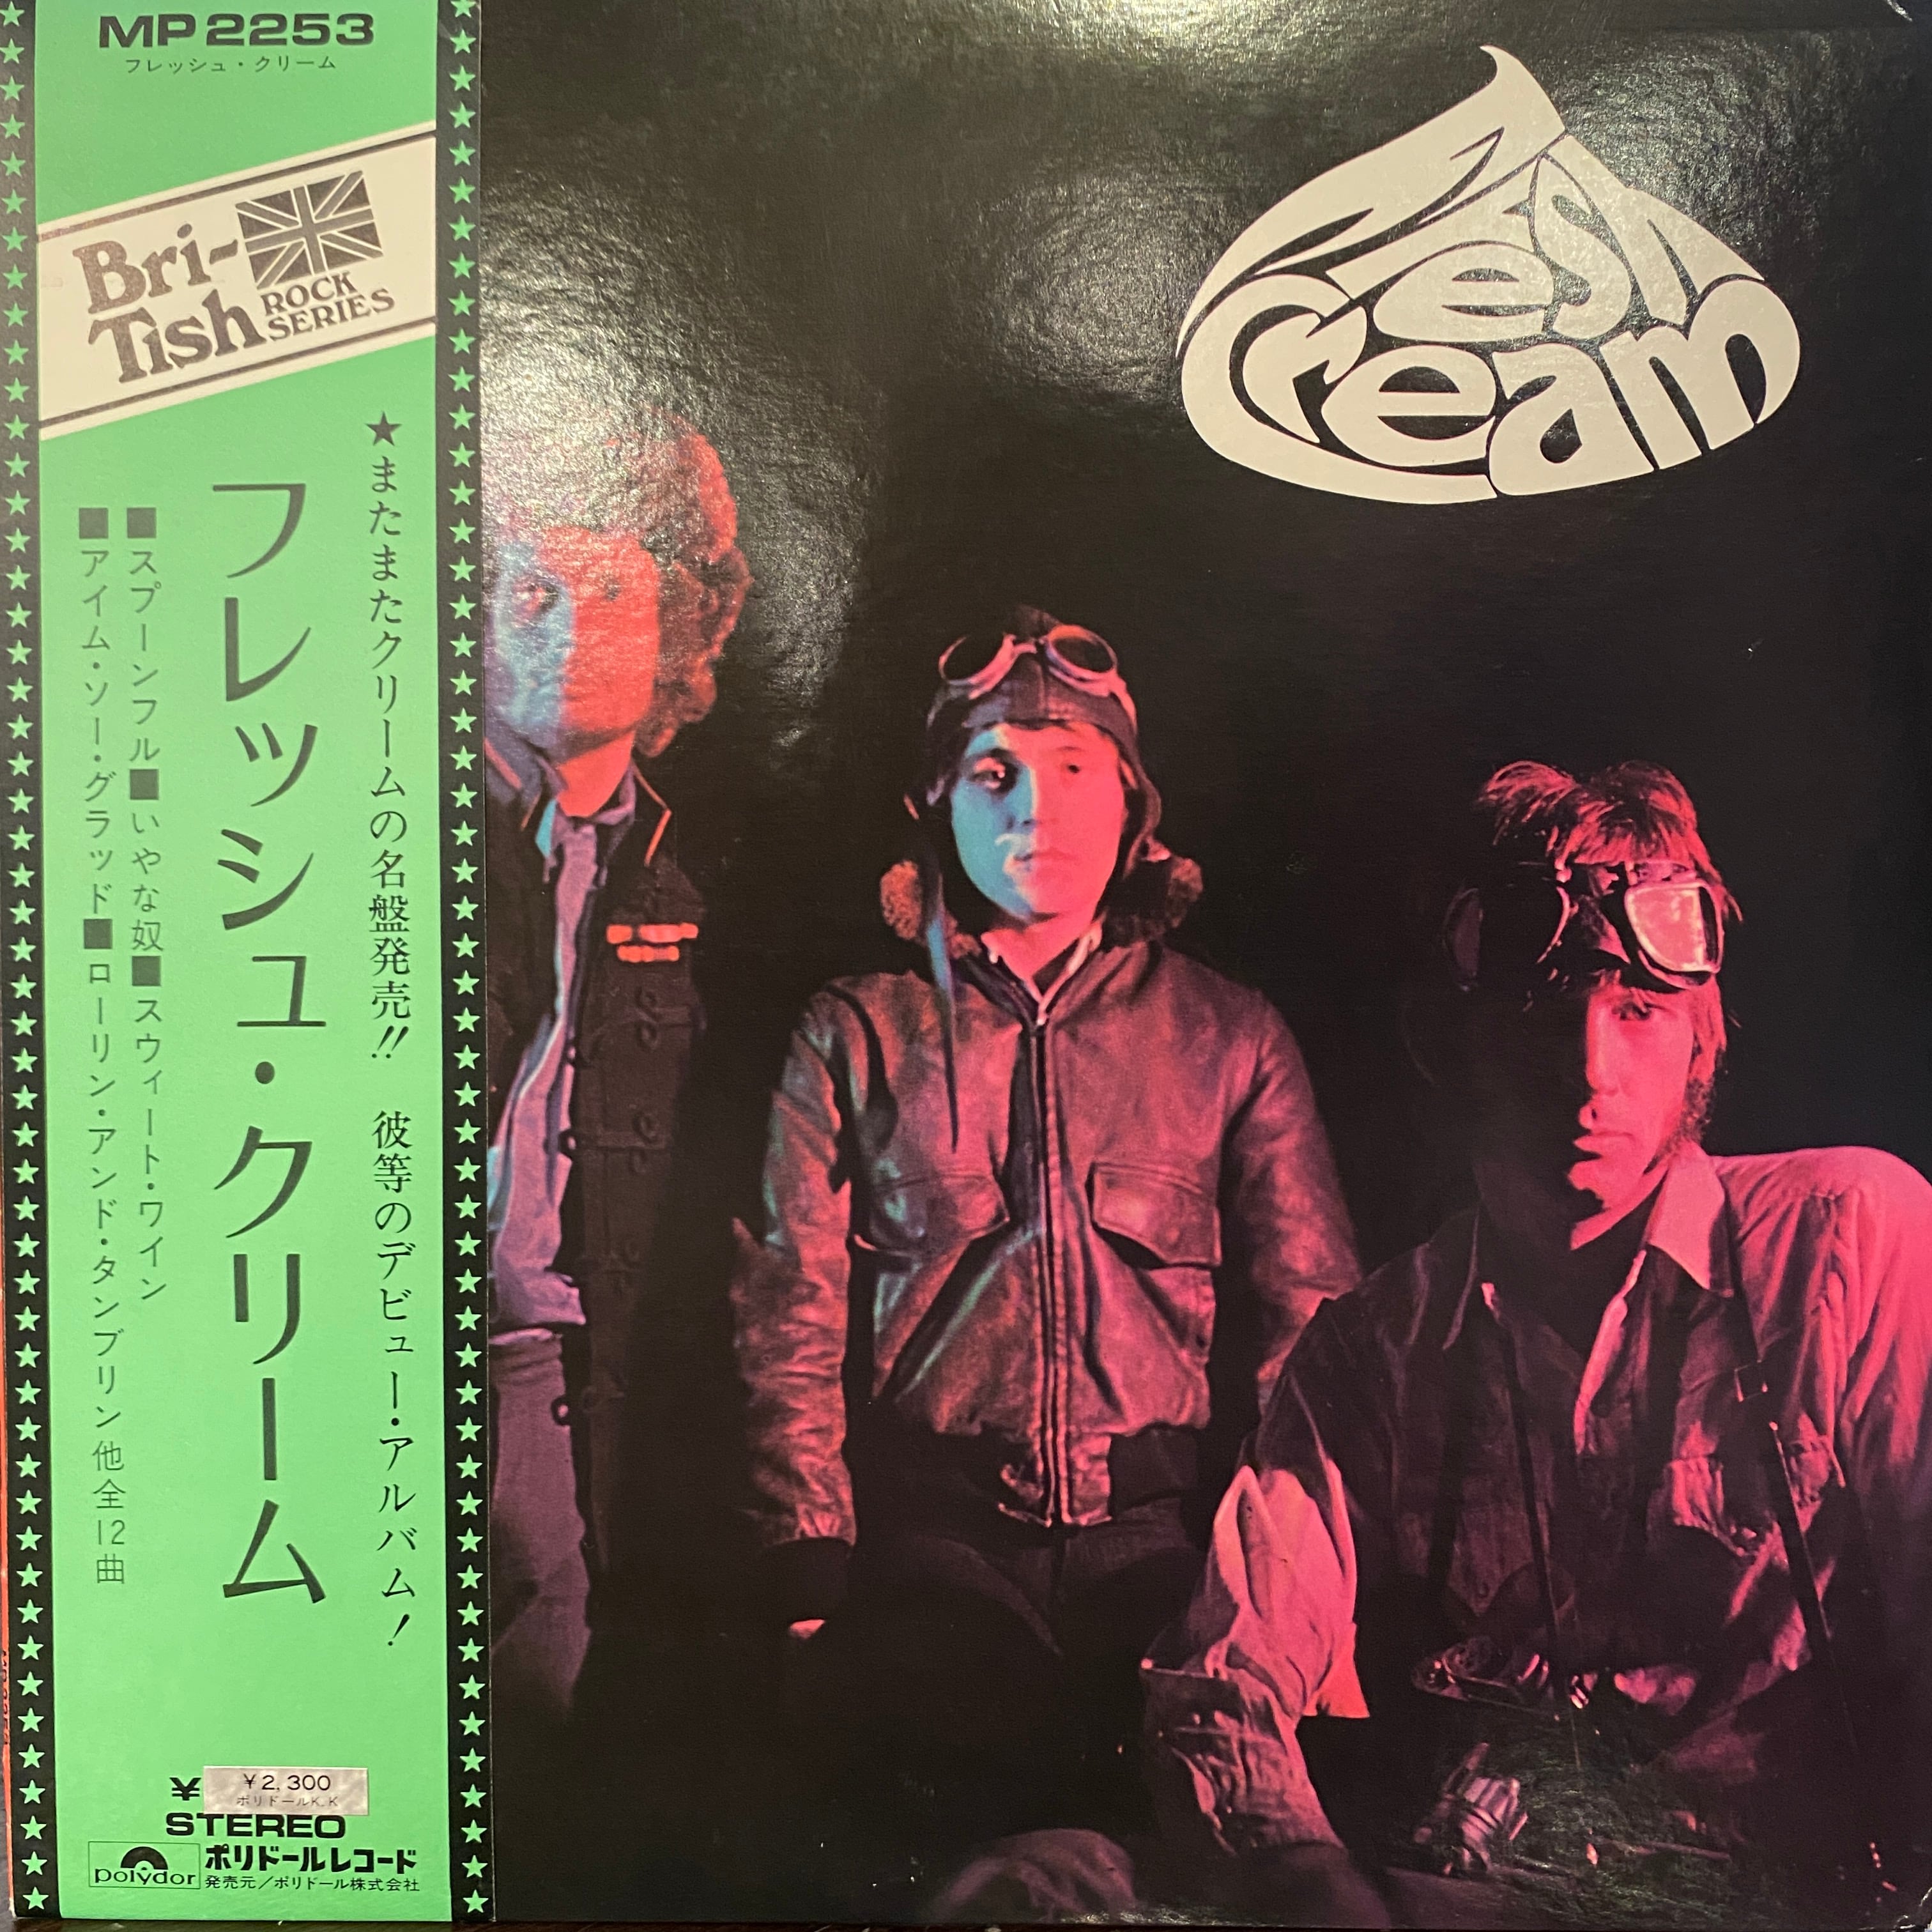 MP 2253
フレッシュ・クリーム
Bri-
Tish
ROCK
SERIES
★またまたクリームの名盤発売!! 彼等のデビュー・アルバム!
フレッシュ・クリーム
■スプーンフル■いやな奴■スウィート・ワイン
■アイム・ソー・グラッド■ローリン・アンド・タンブリン他全12曲
¥
¥2,300
ポリドールK.K
STEREO
polydor
ポリドールレコード
発売元/ポリドール株式会社
Fresh
Cream